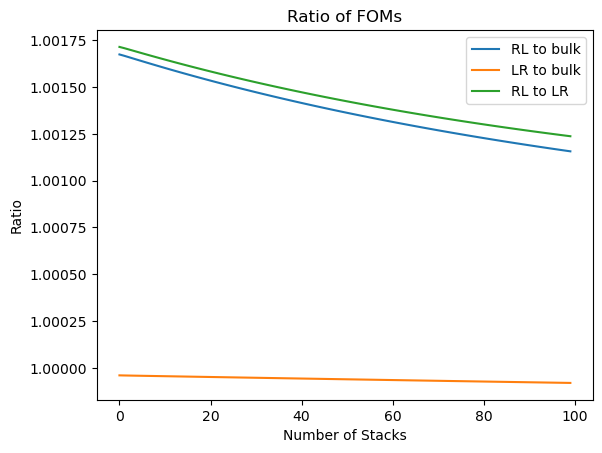 Ratio of FOMs
RL to bulk
LR to bulk
RL to LR
Ratio
1.00175
1.00150
1.00125
1.00100
1.00075
1.00050
1.00025
1.00000
0 20 40 60 80 100
Number of Stacks